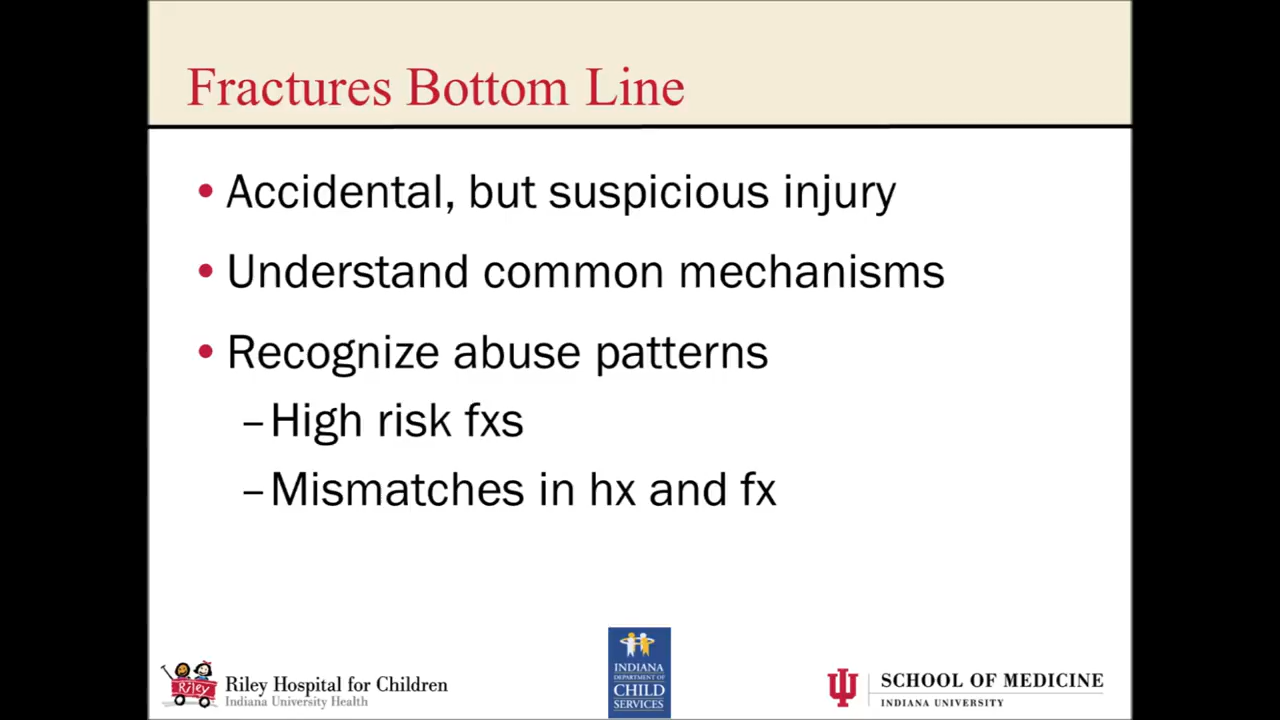 Fractures Bottom Line
• Accidental, but suspicious injury
• Understand common mechanisms
• Recognize abuse patterns
–High risk fxs
–Mismatches in hx and fx
Riley
Riley Hospital for Children
Indiana University Health
INDIANA
DEPARTMENT OF
CHILD
SERVICES
SCHOOL OF MEDICINE
INDIANA UNIVERSITY